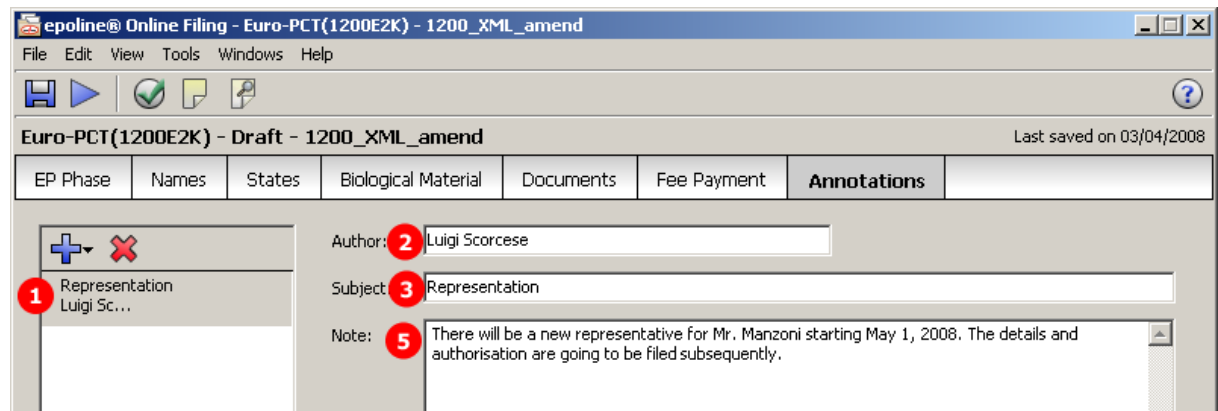 epoline® Online Filing - Euro-PCT(1200E2K) - 1200_XML_amend
File Edit View Tools Windows Help
Euro-PCT(1200E2K) - Draft - 1200_XML_amend Last saved on 03/04/2008
EP Phase Names States Biological Material Documents Fee Payment Annotations
Author: 2 Luigi Scorcese
1 Representation
Luigi Sc...
Subject 3 Representation
Note: 5 There will be a new representative for Mr. Manzoni starting May 1, 2008. The details and
authorisation are going to be filed subsequently.